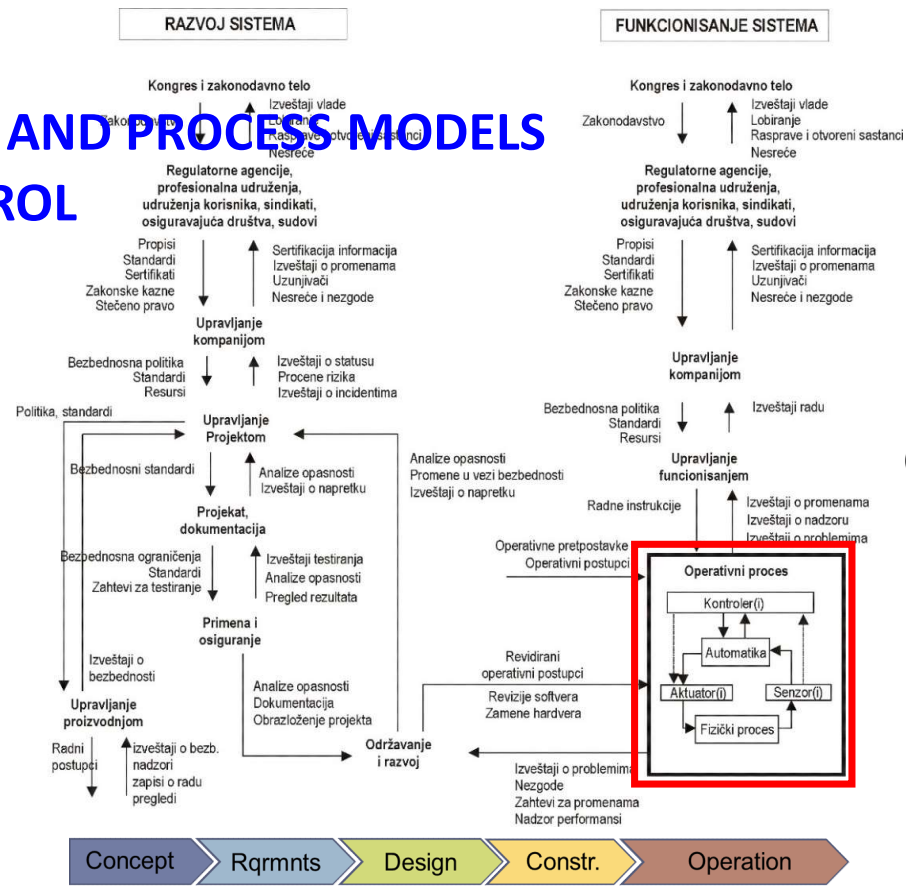 RAZVOJ SISTEMA
FUNKCIONISANJE SISTEMA
Kongres i zakonodavno telo
Zakonodavstvo
Izveštaji vlade
Lobiranje
Rasprave i otvoreni sastanci
Nesreće
AND PROCESS MODELS
ROL
Regulatorne agencije,
profesionalna udruženja,
udruženja korisnika, sindikati,
osiguravajuća društva, sudovi
Propisi
Standardi
Sertifikati
Zakonske kazne
Stečeno pravo
Sertifikacija informacija
Izveštaji o promenama
Uzunjivači
Nesreće i nezgode
Upravljanje
kompanijom
Bezbednosna politika
Standardi
Resursi
Izveštaji o statusu
Procene rizika
Izveštaji o incidentima
Politika, standardi
Upravljanje
Projektom
Bezbednosni standardi
Analize opasnosti
Izveštaji o napretku
Projekat,
dokumentacija
Bezbednosna ograničenja
Standardi
Zahtevi za testiranje
Izveštaji testiranja
Analize opasnosti
Pregled rezultata
Primena i
osiguranje
Izveštaji o
bezbednosti
Upravljanje
proizvodnjom
Radni
postupci
izveštaji o bezb.
nadzori
zapisi o radu
pregledi
Analize opasnosti
Dokumentacija
Obrazloženje projekta
Održavanje
i razvoj
Analize opasnosti
Promene u vezi bezbednosti
Izveštaji o napretku
Kongres i zakonodavno telo
Zakonodavstvo
Izveštaji vlade
Lobiranje
Rasprave i otvoreni sastanci
Nesreće
Regulatorne agencije,
profesionalna udruženja,
udruženja korisnika, sindikati,
osiguravajuća društva, sudovi
Propisi
Standardi
Sertifikati
Zakonske kazne
Stečeno pravo
Sertifikacija informacija
Izveštaji o promenama
Uzunjivači
Nesreće i nezgode
Upravljanje
kompanijom
Bezbednosna politika
Standardi
Resursi
Izveštaji radu
Upravljanje
funcionisanjem
Radne instrukcije
Izveštaji o promenama
Izveštaji o nadzoru
Izveštaji o problemima
Operativne pretpostavke
Operativni postupci
Operativni proces
Kontroler(i)
Automatika
Aktuator(i)
Senzor(i)
Fizički proces
Revidirani
operativni postupci
Revizije softvera
Zamene hardvera
Izveštaji o problemima
Nezgode
Zahtevi za promenama
Nadzor performansi
Concept
Rqrmnts
Design
Constr.
Operation